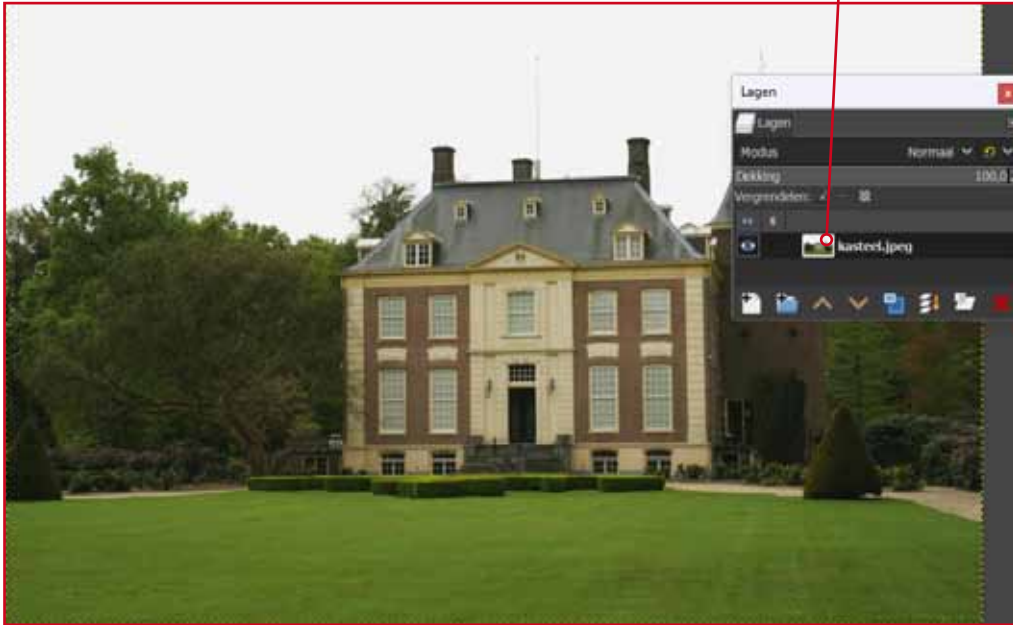 Lagen
Lagen
Modus Normaal
Dekking 100,0
Vergrendelen:
kasteel.jpeg